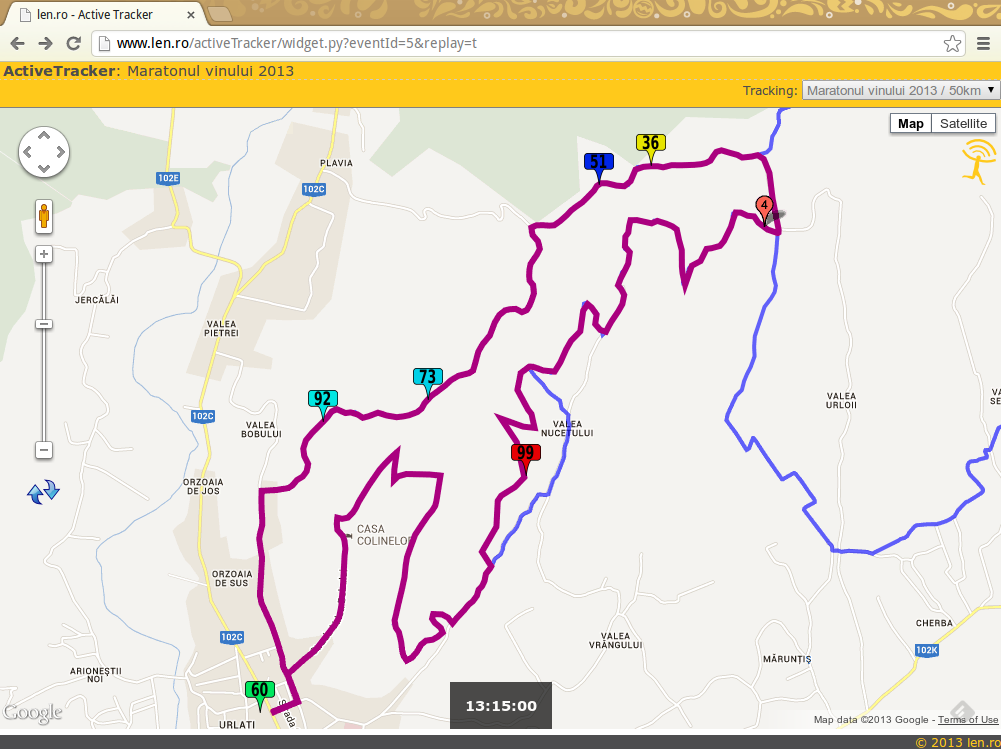 len.ro - Active Tracker
www.len.ro/activeTracker/widget.py?eventId=5&replay=t
ActiveTracker: Maratonul vinului 2013
Tracking: Maratonul vinului 2013 / 50km
Map Satellite
36
51
PLAVIA
102E
102C
4
JERCĂLĂI
VALEA
PIETREI
73
92
VALEA
URLOII
102C
VALEA
BOBULUI
VALEA
NUCETULUI
99
ORZOAIA
DE JOS
CASA
COLINELOR
ORZOAIA
DE SUS
102C
VALEA
VRÂNGULUI
CHERBA
102K
MĂRUNȚIȘ
ARIONEȘTII
NOI
60
Strada
URLAȚI
13:15:00
Google
Map data ©2013 Google - Terms of Use
© 2013 len.ro